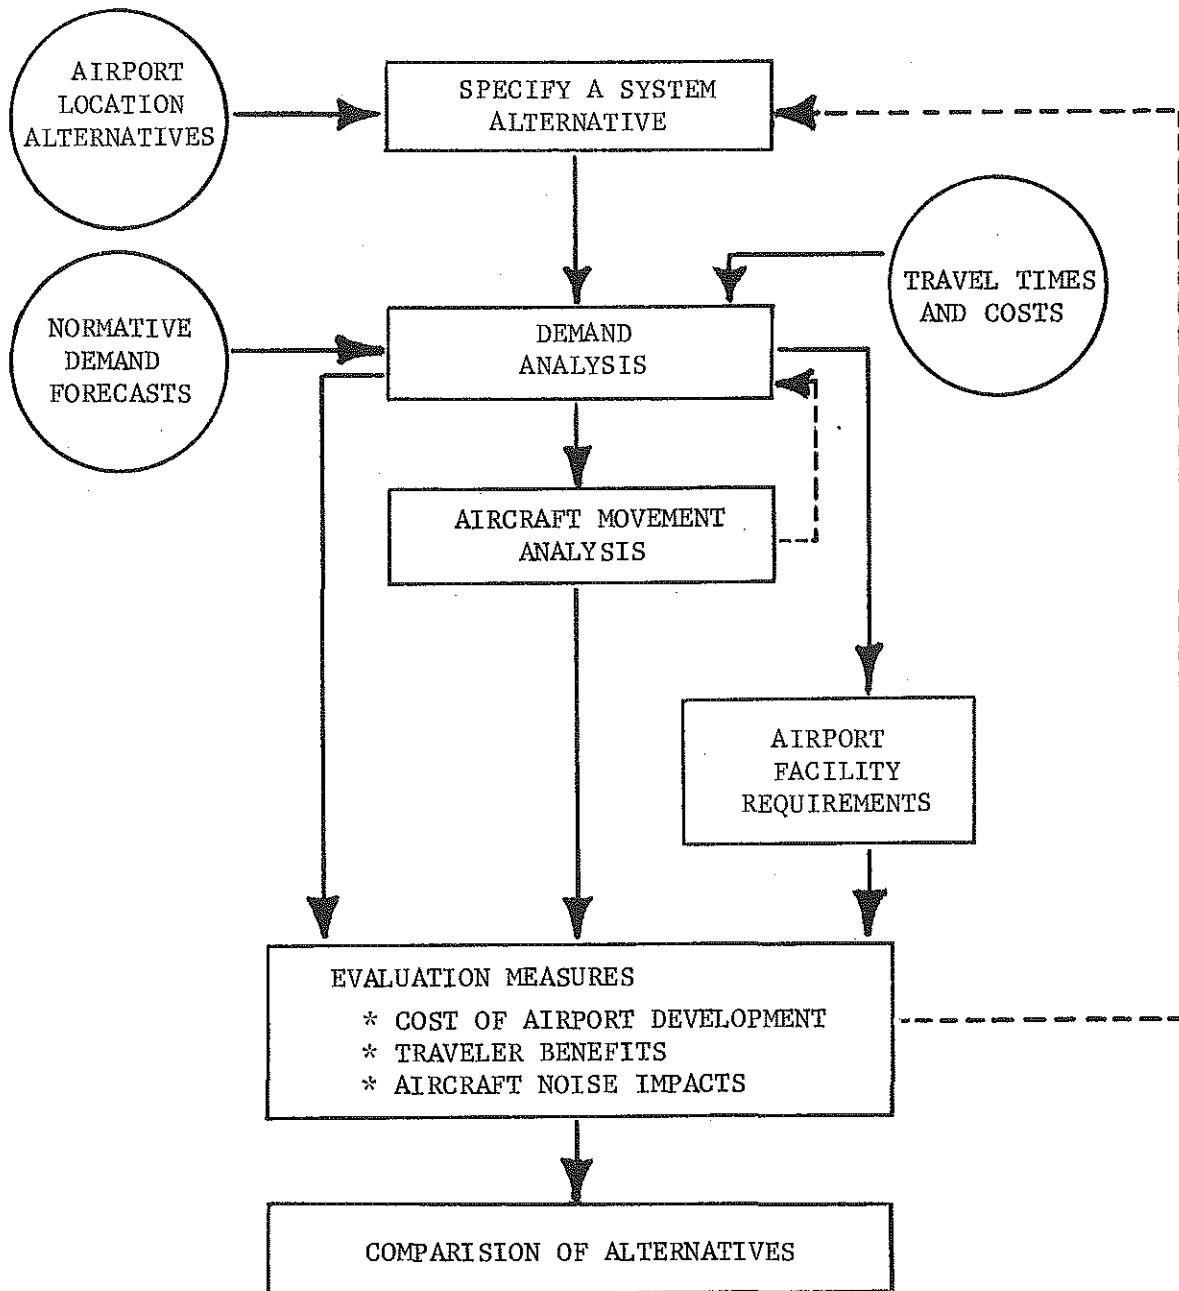 AIRPORT
LOCATION
ALTERNATIVES
SPECIFY A SYSTEM
ALTERNATIVE
TRAVEL TIMES
AND COSTS
NORMATIVE
DEMAND
FORECASTS
DEMAND
ANALYSIS
AIRCRAFT MOVEMENT
ANALYSIS
AIRPORT
FACILITY
REQUIREMENTS
EVALUATION MEASURES
* COST OF AIRPORT DEVELOPMENT
* TRAVELER BENEFITS
* AIRCRAFT NOISE IMPACTS
COMPARISION OF ALTERNATIVES